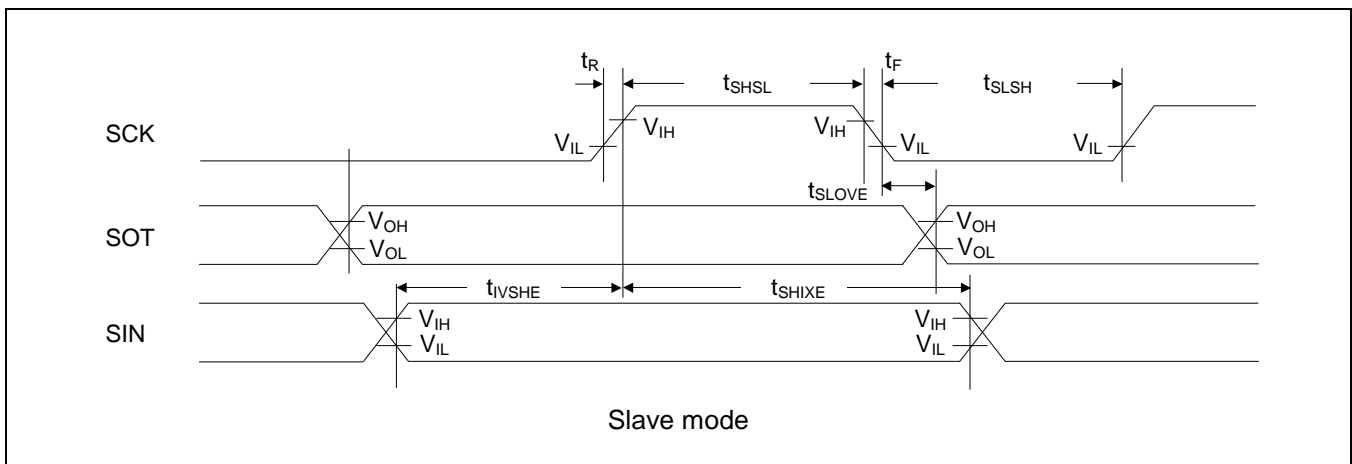 tR tF
tSHSL tSLSH
SCK
VIH VIH
VIL VIL VIL
tSLOVE
SOT
VOH VOH
VOL VOL
tIVSHE tSHIXE
SIN
VIH VIH
VIL VIL
Slave mode